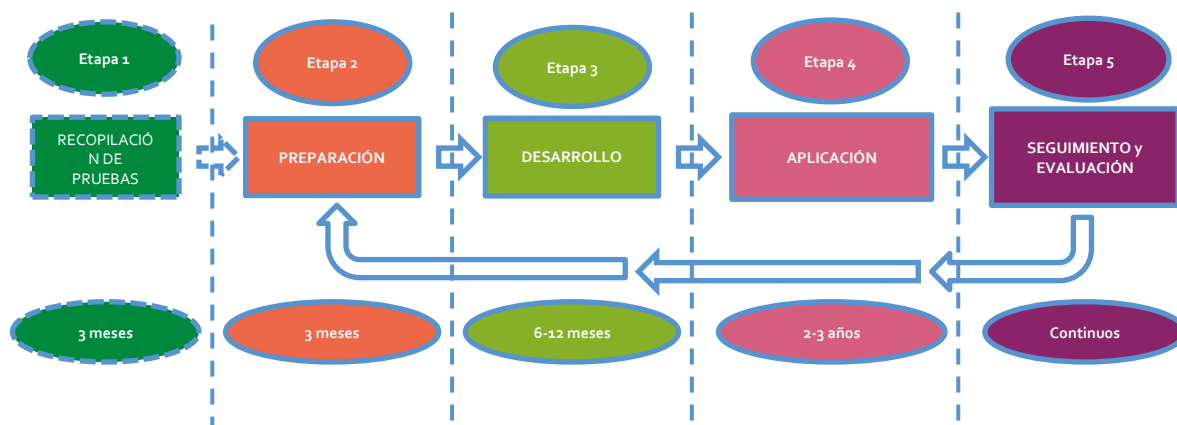 Etapa 1
Etapa 2
Etapa 3
Etapa 4
Etapa 5
RECOPILACIÓ
N DE
PRUEBAS
PREPARACIÓN
DESARROLLO
APLICACIÓN
SEGUIMIENTO y
EVALUACIÓN
3 meses
3 meses
6-12 meses
2-3 años
Continuos